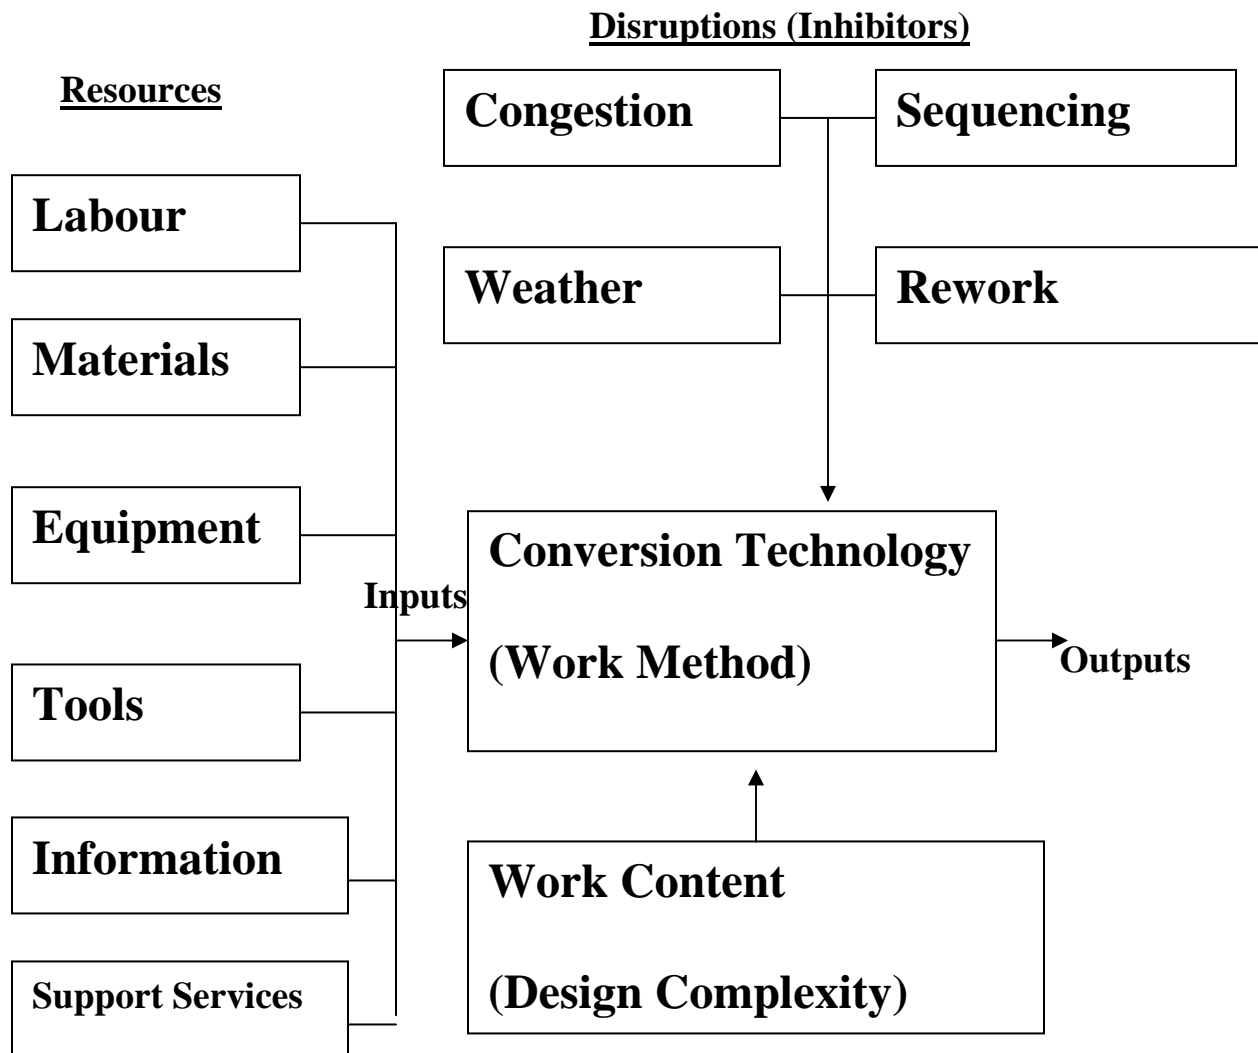 Disruptions (Inhibitors)
Resources
Congestion
Sequencing
Labour
Weather
Rework
Materials
Equipment
Conversion Technology
Inputs
(Work Method)
Outputs
Tools
Information
Work Content
Support Services
(Design Complexity)